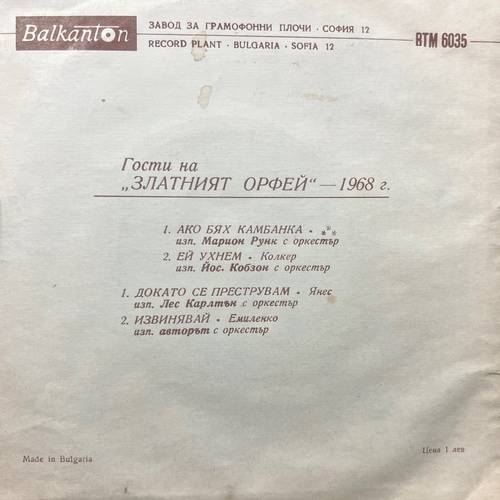 Balkanton
ЗАВОД ЗА ГРАМОФОННИ ПЛОЧИ · СОФИЯ 12
RECORD PLANT · BULGARIA · SOFIA 12
ВТМ 6035
Гости на
„ЗЛАТНИЯТ ОРФЕЙ“ — 1968 г.
1. АКО БЯХ КАМБАНКА • ***
изп. Марион Рунк с оркестър
2. ЕЙ УХНЕМ • Колкер
изп. Йос. Кобзон с оркестър
1. ДОКАТО СЕ ПРЕСТРУВАМ • Янес
изп. Лес Карлтън с оркестър
2. ИЗВИНЯВАЙ • Емиленко
изп. авторът с оркестър
Made in Bulgaria
Цена 1 лев